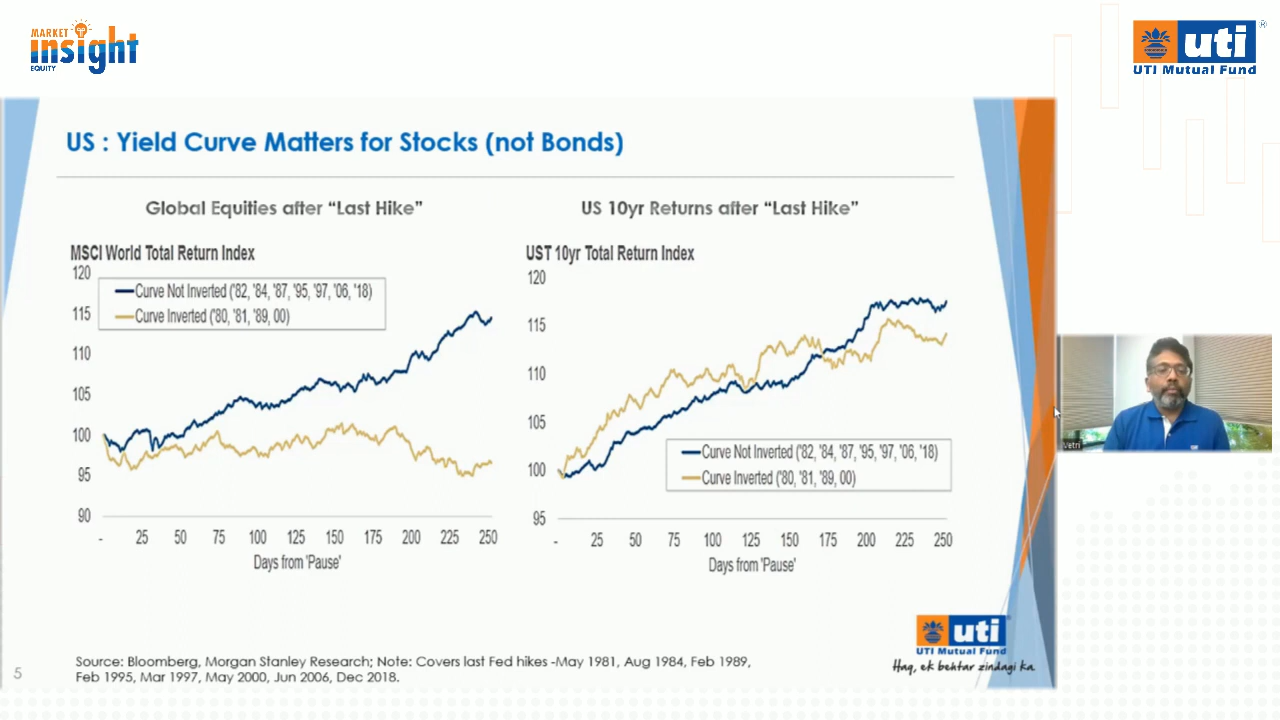 MARKET
insight
EQUITY
uti
®
UTI Mutual Fund
US : Yield Curve Matters for Stocks (not Bonds)
Global Equities after “Last Hike”
MSCI World Total Return Index
120
115
110
105
100
95
90
Curve Not Inverted ('82, '84, '87, '95, '97, '06, '18)
Curve Inverted ('80, '81, '89, 00)
- 25 50 75 100 125 150 175 200 225 250
Days from 'Pause'
US 10yr Returns after “Last Hike”
UST 10yr Total Return Index
120
115
110
105
100
95
Curve Not Inverted ('82, '84, '87, '95, '97, '06, '18)
Curve Inverted ('80, '81, '89, 00)
- 25 50 75 100 125 150 175 200 225 250
Days from 'Pause'
Vetri
uti
UTI Mutual Fund
Haq, ek behtar zindagi ka.
Source: Bloomberg, Morgan Stanley Research; Note: Covers last Fed hikes -May 1981, Aug 1984, Feb 1989,
Feb 1995, Mar 1997, May 2000, Jun 2006, Dec 2018.
5